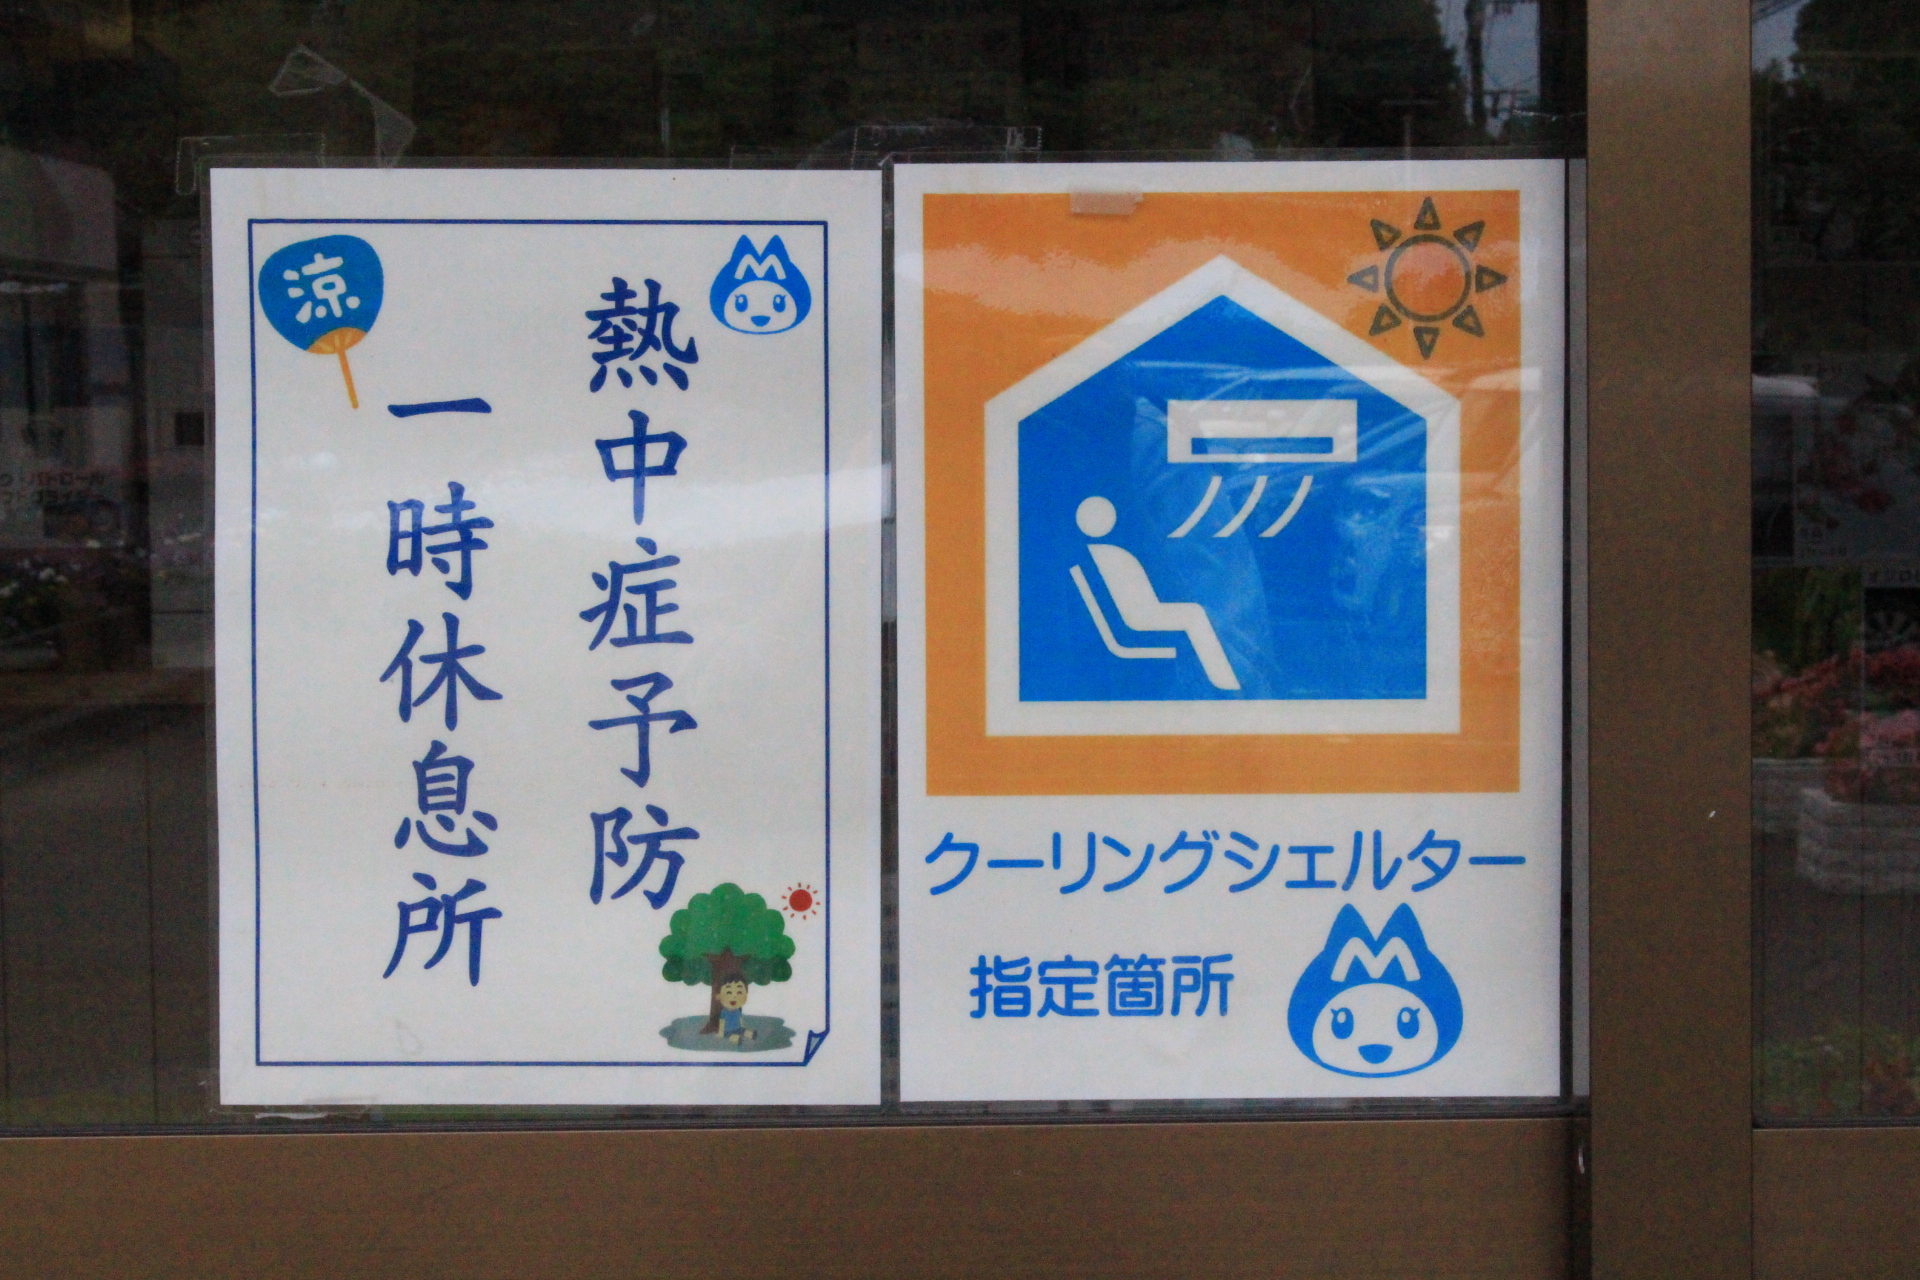 涼
M
熱中症予防
一時休息所
クーリングシェルター
指定箇所
M